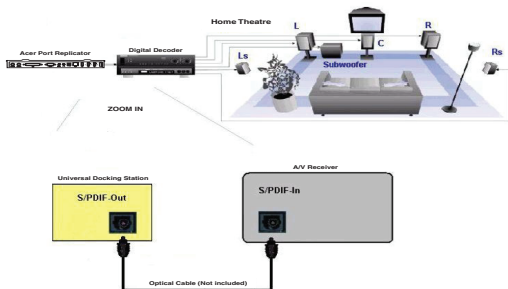 Home Theatre
L
R
C
Acer Port Replicator
Digital Decoder
Ls
Rs
Subwoofer
ZOOM IN
A/V Receiver
Universal Docking Station
S/PDIF-Out
S/PDIF-In
Optical Cable (Not included)